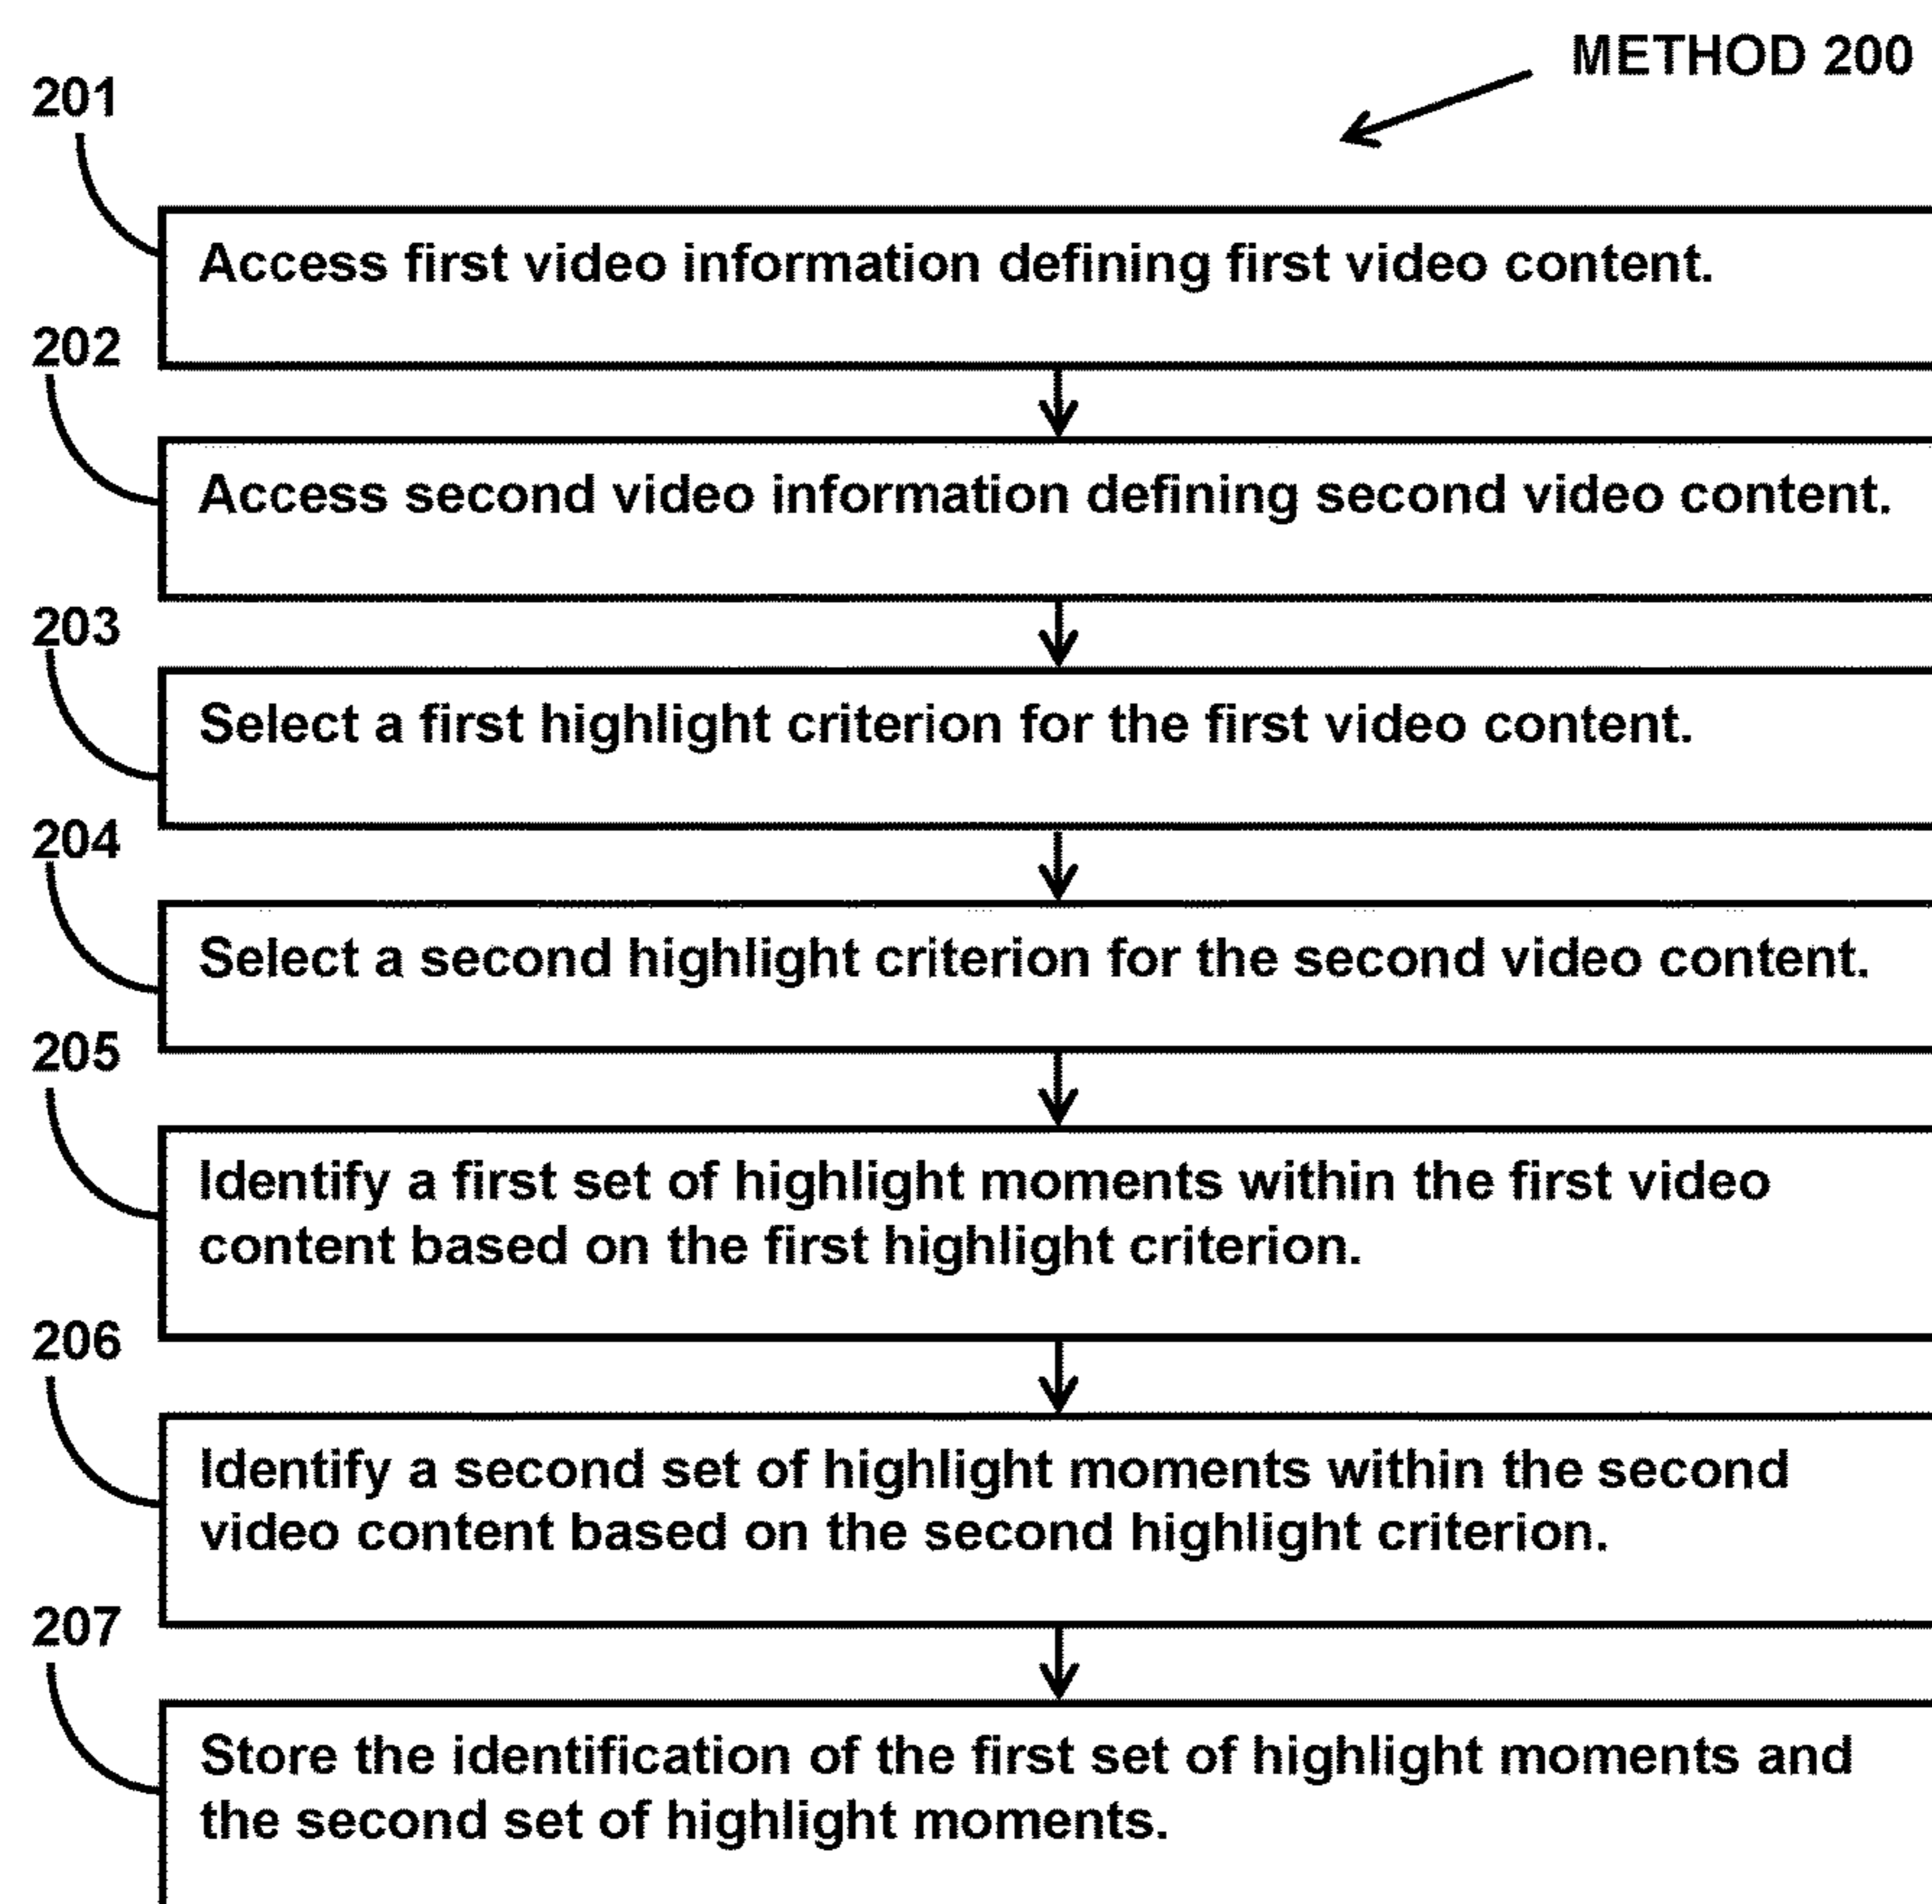 METHOD 200
201
Access first video information defining first video content.
202
Access second video information defining second video content.
203
Select a first highlight criterion for the first video content.
204
Select a second highlight criterion for the second video content.
205
Identify a first set of highlight moments within the first video
content based on the first highlight criterion.
206
Identify a second set of highlight moments within the second
video content based on the second highlight criterion.
207
Store the identification of the first set of highlight moments and
the second set of highlight moments.